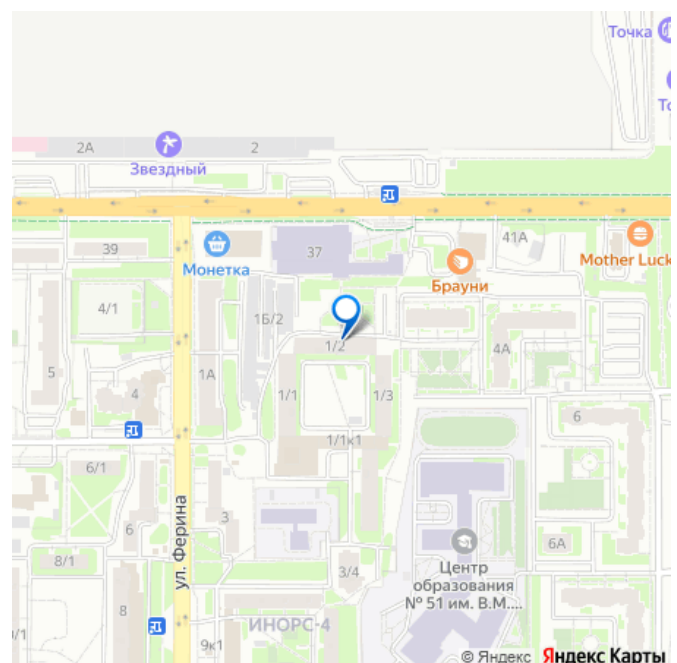 Точка
2А
2
Звездный
41А
39
37
Монетка
Mother Luck
Брауни
4/1
1Б/2
1/2
4А
5
1А
4
1/1
1/3
6
1/1к1
6/1
ул. Ферина
3
6
6А
8/1
3/4
Центр
образования
№ 51 им. В.М....
8
ИНОРС-4
9к1
© Яндекс Яндекс Карты